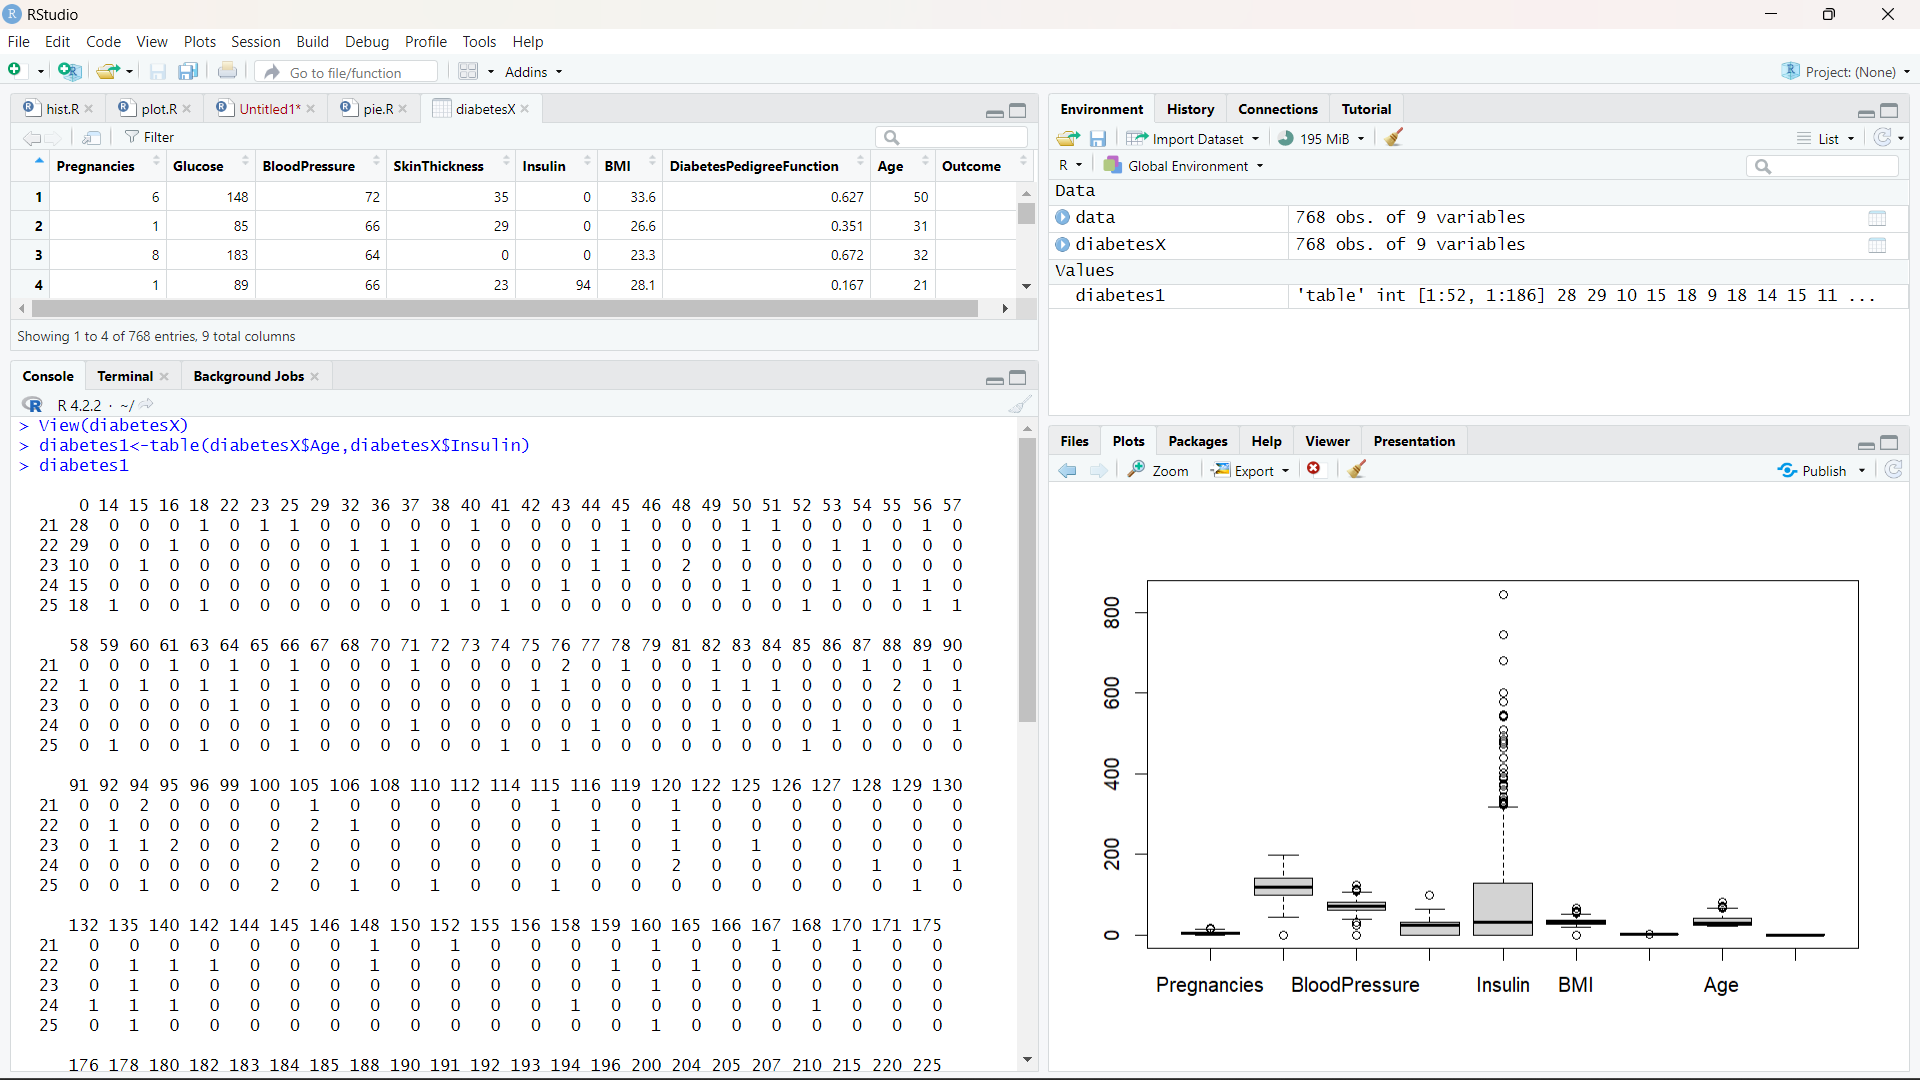 RStudio
File Edit Code View Plots Session Build Debug Profile Tools Help
Go to file/function Addins Project: (None)
hist.R plot.R Untitled1* pie.R diabetesX
Filter
Pregnancies Glucose BloodPressure SkinThickness Insulin BMI DiabetesPedigreeFunction Age Outcome
1 6 148 72 35 0 33.6 0.627 50
2 1 85 66 29 0 26.6 0.351 31
3 8 183 64 0 0 23.3 0.672 32
4 1 89 66 23 94 28.1 0.167 21
Showing 1 to 4 of 768 entries, 9 total columns
Console Terminal Background Jobs
R 4.2.2 · ~/
> View(diabetesX)
> diabetes1<-table(diabetesX$Age,diabetesX$Insulin)
> diabetes1
0 14 15 16 18 22 23 25 29 32 36 37 38 40 41 42 43 44 45 46 48 49 50 51 52 53 54 55 56 57
21 28 0 0 0 1 0 1 1 0 0 0 0 0 1 0 0 0 0 1 0 0 0 1 1 0 0 0 0 1 0
22 29 0 0 1 0 0 0 0 0 1 1 1 0 0 0 0 0 1 1 0 0 0 1 0 0 1 1 0 0 0
23 10 0 1 0 0 0 0 0 0 0 0 1 0 0 0 0 0 1 1 0 2 0 0 0 0 0 0 0 0 0
24 15 0 0 0 0 0 0 0 0 0 1 0 0 1 0 0 1 0 0 0 0 0 1 0 0 1 0 1 1 0
25 18 1 0 0 1 0 0 0 0 0 0 0 1 0 1 0 0 0 0 0 0 0 0 0 1 0 0 0 1 1
58 59 60 61 63 64 65 66 67 68 70 71 72 73 74 75 76 77 78 79 81 82 83 84 85 86 87 88 89 90
21 0 0 0 1 0 1 0 1 0 0 0 1 0 0 0 0 2 0 1 0 0 1 0 0 0 0 1 0 1 0
22 1 0 1 0 1 1 0 1 0 0 0 0 0 0 0 1 1 0 0 0 0 1 1 1 0 0 0 2 0 1
23 0 0 0 0 0 1 0 1 0 0 0 0 0 0 0 0 0 0 0 0 0 0 0 0 0 0 0 0 0 0
24 0 0 0 0 0 0 0 1 0 0 0 1 0 0 0 0 0 1 0 0 0 1 0 0 0 1 0 0 0 1
25 0 1 0 0 1 0 0 1 0 0 0 0 0 0 1 0 1 0 0 0 0 0 0 0 1 0 0 0 0 0
91 92 94 95 96 99 100 105 106 108 110 112 114 115 116 119 120 122 125 126 127 128 129 130
21 0 0 2 0 0 0 0 1 0 0 0 0 0 1 0 0 1 0 0 0 0 0 0 0
22 0 1 0 0 0 0 0 2 1 0 0 0 0 0 1 0 1 0 0 0 0 0 0 0
23 0 1 1 2 0 0 2 0 0 0 0 0 0 0 1 0 1 0 1 0 0 0 0 0
24 0 0 0 0 0 0 0 2 0 0 0 0 0 0 0 0 2 0 0 0 0 1 0 1
25 0 0 1 0 0 0 2 0 1 0 1 0 0 1 0 0 0 0 0 0 0 0 1 0
132 135 140 142 144 145 146 148 150 152 155 156 158 159 160 165 166 167 168 170 171 175
21 0 0 0 0 0 0 0 1 0 1 0 0 0 0 1 0 0 1 0 1 0 0
22 0 1 1 1 0 0 0 1 0 0 0 0 0 1 0 1 0 0 0 0 0 0
23 0 1 0 0 0 0 0 0 0 0 0 0 0 0 1 0 0 0 0 0 0 0
24 1 1 1 0 0 0 0 0 0 0 0 0 1 0 0 0 0 0 1 0 0 0
25 0 1 0 0 0 0 0 0 0 0 0 0 0 0 1 0 0 0 0 0 0 0
176 178 180 182 183 184 185 188 190 191 192 193 194 196 200 204 205 207 210 215 220 225
Environment History Connections Tutorial
Import Dataset 195 MiB List
R Global Environment
Data
data 768 obs. of 9 variables
diabetesX 768 obs. of 9 variables
Values
diabetes1 'table' int [1:52, 1:186] 28 29 10 15 18 9 18 14 15 11 ...
Files Plots Packages Help Viewer Presentation
Zoom Export Publish
800
600
400
200
0
Pregnancies BloodPressure Insulin BMI Age